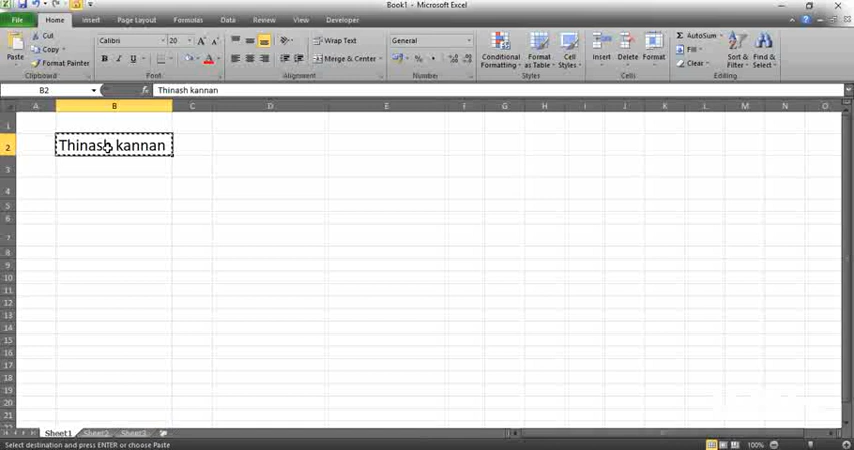 Book1 - Microsoft Excel
File Home Insert Page Layout Formulas Data Review View Developer
Cut
Copy
Format Painter
Paste
Clipboard
Calibri 20 A A
B I U A
Font
Wrap Text
Merge & Center
Alignment
General
% ,
Number
Conditional Formatting
Format as Table
Cell Styles
Styles
Insert Delete Format
Cells
Σ AutoSum
Fill
Clear
Sort & Filter
Find & Select
Editing
B2 fx Thinash kannan
A B C D E F G H I J K L M N O
1
2 Thinash kannan
3
4
5
6
7
8
9
10
11
12
13
14
15
16
17
18
19
20
21
Sheet1 Sheet2 Sheet3
Select destination and press ENTER or choose Paste 100%